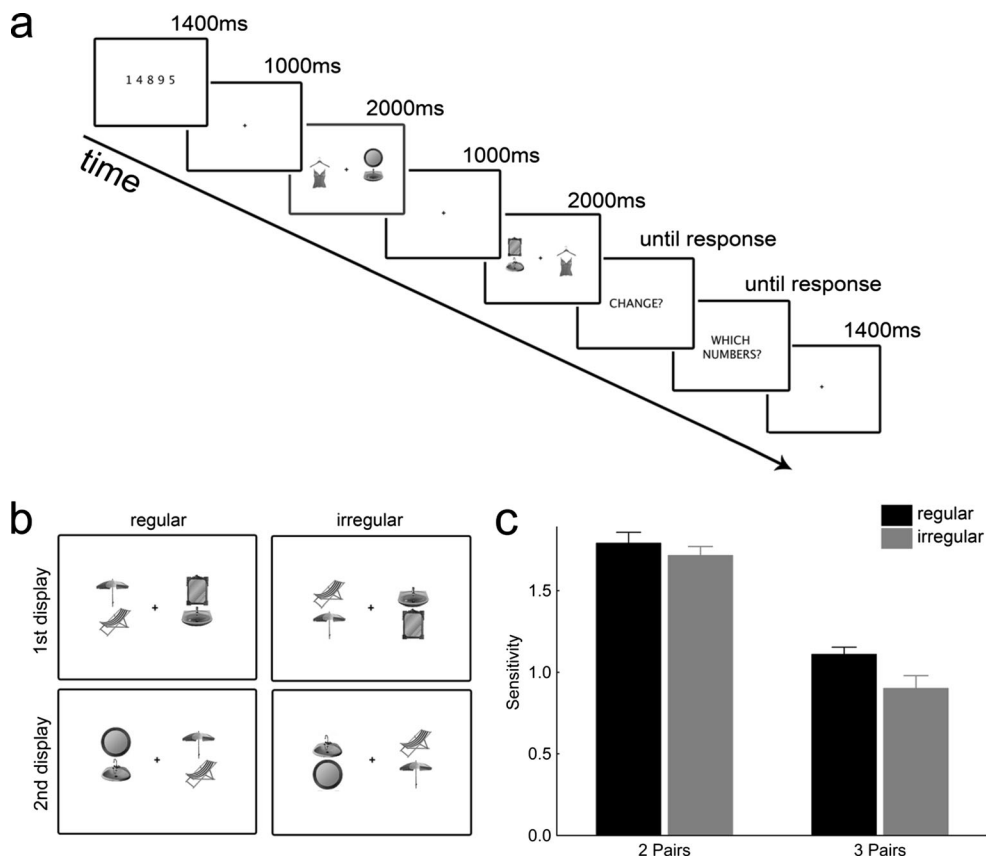 a
1400ms
1 4 8 9 5
1000ms
2000ms
1000ms
2000ms
until response
CHANGE?
until response
WHICH
NUMBERS?
1400ms
time
b
regular
irregular
1st display
2nd display
c
regular
irregular
Sensitivity
1.5
1.0
0.5
0.0
2 Pairs
3 Pairs